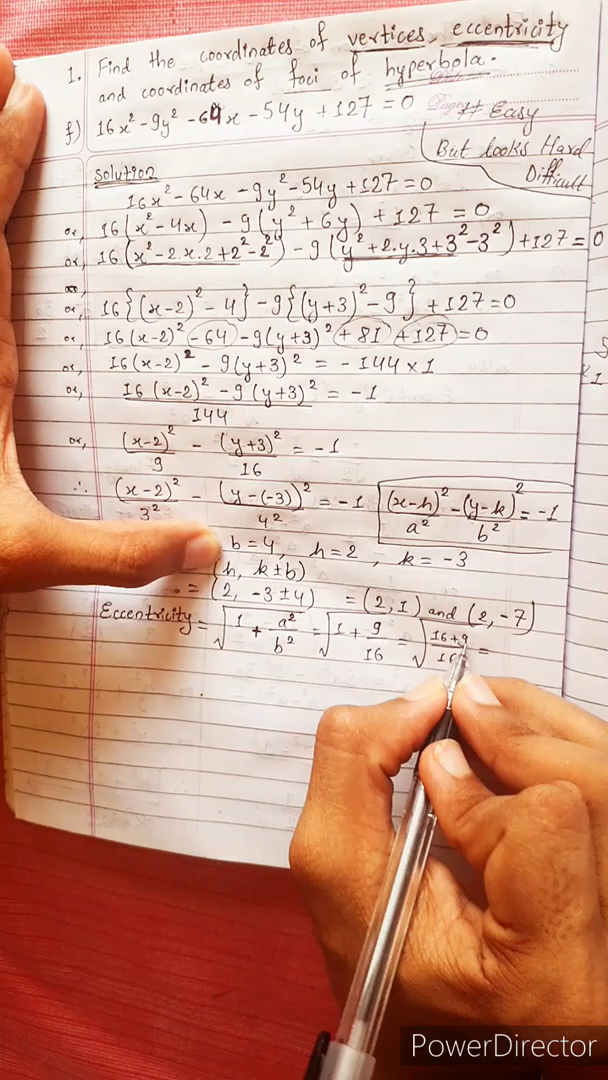 1. Find the coordinates of vertices, eccentricity
and coordinates of foci of hyperbola.
f) 16x² - 9y² - 64x - 54y + 127 = 0
# Easy
But looks Hard
Difficult
solution
16x² - 64x - 9y² - 54y + 127 = 0
or, 16(x² - 4x) - 9(y² + 6y) + 127 = 0
or, 16(x² - 2.x.2 + 2² - 2²) - 9(y² + 2.y.3 + 3² - 3²) + 127 = 0
or, 16{(x-2)² - 4} - 9{(y+3)² - 9} + 127 = 0
or, 16(x-2)² - 64 - 9(y+3)² + 81 + 127 = 0
or, 16(x-2)² - 9(y+3)² = -144 × 1
or, 16(x-2)² - 9(y+3)² / 144 = -1
or, (x-2)²/9 - (y+3)²/16 = -1
∴ (x-2)²/3² - (y-(-3))²/4² = -1
(x-h)²/a² - (y-k)²/b² = -1
b = 4, h = 2, k = -3
(h, k±b)
= (2, -3±4) = (2, 1) and (2, -7)
Eccentricity = √(1 + a²/b²) = √(1 + 9/16) = √((16+9)/16) =
PowerDirector